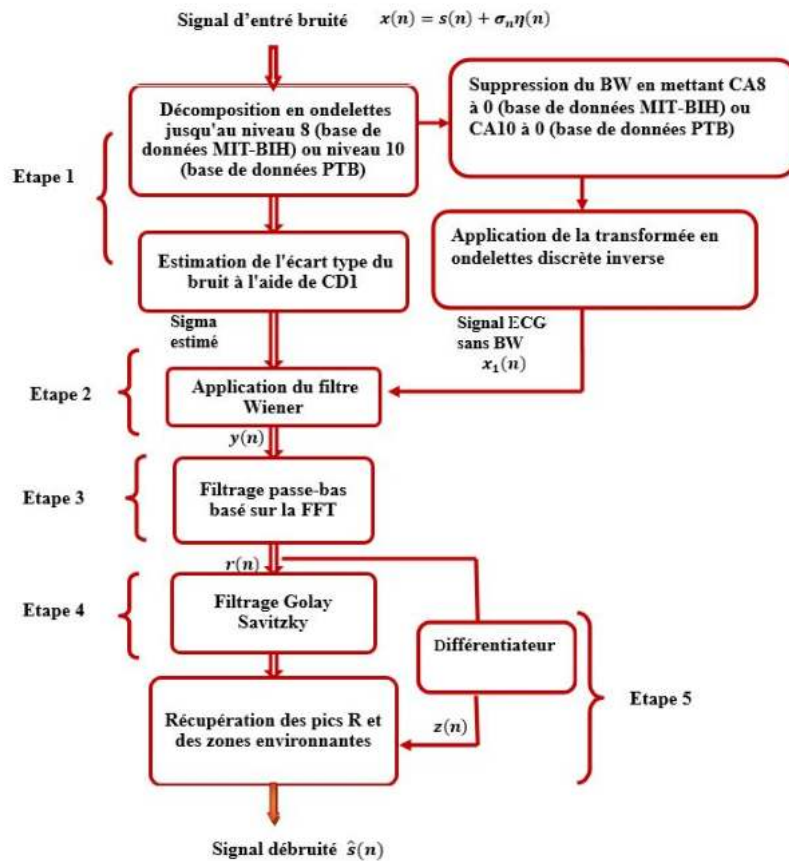 Signal d'entré bruité x(n) = s(n) + σₙη(n)
Décomposition en ondelettes
jusqu'au niveau 8 (base de
données MIT-BIH) ou niveau 10
(base de données PTB)
Suppression du BW en mettant CA8
à 0 (base de données MIT-BIH) ou
CA10 à 0 (base de données PTB)
Etape 1
Estimation de l'écart type du
bruit à l'aide de CD1
Application de la transformée en
ondelettes discrète inverse
Sigma
estimé
Signal ECG
sans BW
x₁(n)
Etape 2
Application du filtre
Wiener
y(n)
Etape 3
Filtrage passe-bas
basé sur la FFT
r(n)
Etape 4
Filtrage Golay
Savitzky
Différentiateur
Etape 5
Récupération des pics R et
des zones environnantes
z(n)
Signal débruité ŝ(n)